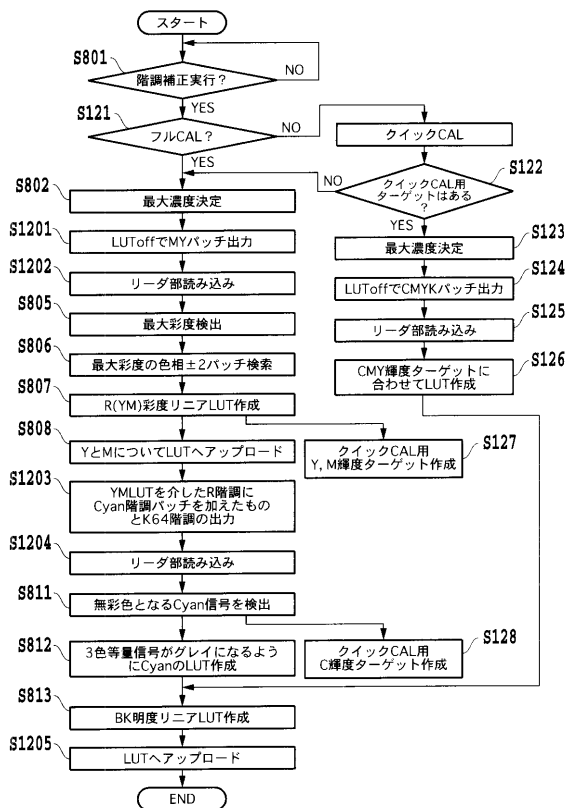 スタート
S801
階調補正実行？
NO
YES
S121
フルCAL？
NO
YES
クイックCAL
S122
クイックCAL用
ターゲットはある
？
NO
YES
S802
最大濃度決定
S1201
LUToffでMYパッチ出力
S1202
リーダ部読み込み
S805
最大彩度検出
S806
最大彩度の色相±2パッチ検索
S807
R(YM)彩度リニアLUT作成
S808
YとMについてLUTへアップロード
S1203
YMLUTを介したR階調に
Cyan階調パッチを加えたもの
とK64階調の出力
S1204
リーダ部読み込み
S811
無彩色となるCyan信号を検出
S812
3色等量信号がグレイになるよう
にCyanのLUT作成
S813
BK明度リニアLUT作成
S1205
LUTへアップロード
END
S123
最大濃度決定
S124
LUToffでCMYKパッチ出力
S125
リーダ部読み込み
S126
CMY輝度ターゲットに
合わせてLUT作成
S127
クイックCAL用
Y, M輝度ターゲット作成
S128
クイックCAL用
C輝度ターゲット作成